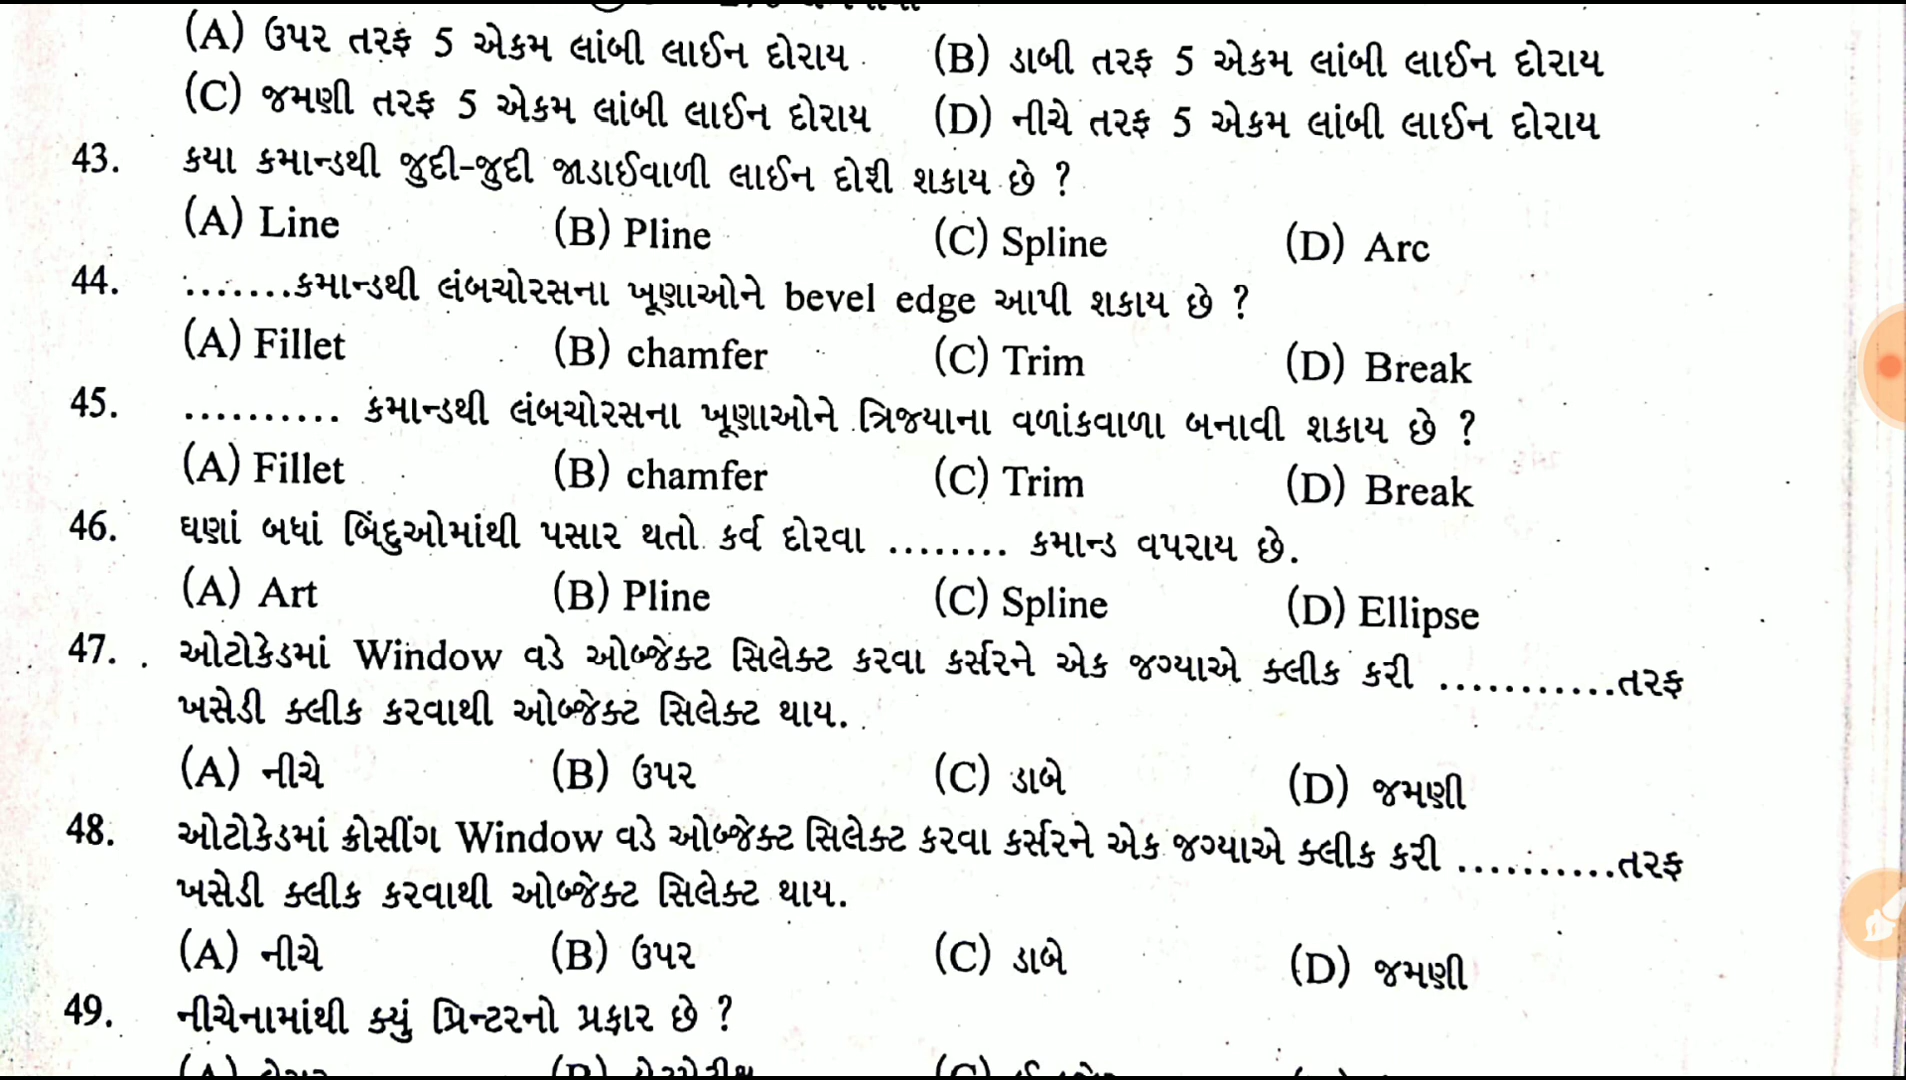 (A) ઉપર તરફ 5 એકમ લાંબી લાઈન દોરાય (B) ડાબી તરફ 5 એકમ લાંબી લાઈન દોરાય
(C) જમણી તરફ 5 એકમ લાંબી લાઈન દોરાય (D) નીચે તરફ 5 એકમ લાંબી લાઈન દોરાય
43. કયા કમાન્ડથી જુદી-જુદી જાડાઈવાળી લાઈન દોરી શકાય છે ?
(A) Line (B) Pline (C) Spline (D) Arc
44. ........કમાન્ડથી લંબચોરસના ખૂણાઓને bevel edge આપી શકાય છે ?
(A) Fillet (B) chamfer (C) Trim (D) Break
45. .......... કમાન્ડથી લંબચોરસના ખૂણાઓને ત્રિજ્યાના વળાંકવાળા બનાવી શકાય છે ?
(A) Fillet (B) chamfer (C) Trim (D) Break
46. ઘણાં બધાં બિંદુઓમાંથી પસાર થતો કર્વ દોરવા ........ કમાન્ડ વપરાય છે.
(A) Art (B) Pline (C) Spline (D) Ellipse
47. ઓટોકેડમાં Window વડે ઓબ્જેક્ટ સિલેક્ટ કરવા કર્સરને એક જગ્યાએ ક્લીક કરી ...........તરફ
ખસેડી ક્લીક કરવાથી ઓબ્જેક્ટ સિલેક્ટ થાય.
(A) નીચે (B) ઉપર (C) ડાબે (D) જમણી
48. ઓટોકેડમાં ક્રોસીંગ Window વડે ઓબ્જેક્ટ સિલેક્ટ કરવા કર્સરને એક જગ્યાએ ક્લીક કરી ...........તરફ
ખસેડી ક્લીક કરવાથી ઓબ્જેક્ટ સિલેક્ટ થાય.
(A) નીચે (B) ઉપર (C) ડાબે (D) જમણી
49. નીચેનામાંથી ક્યું પ્રિન્ટરનો પ્રકાર છે ?